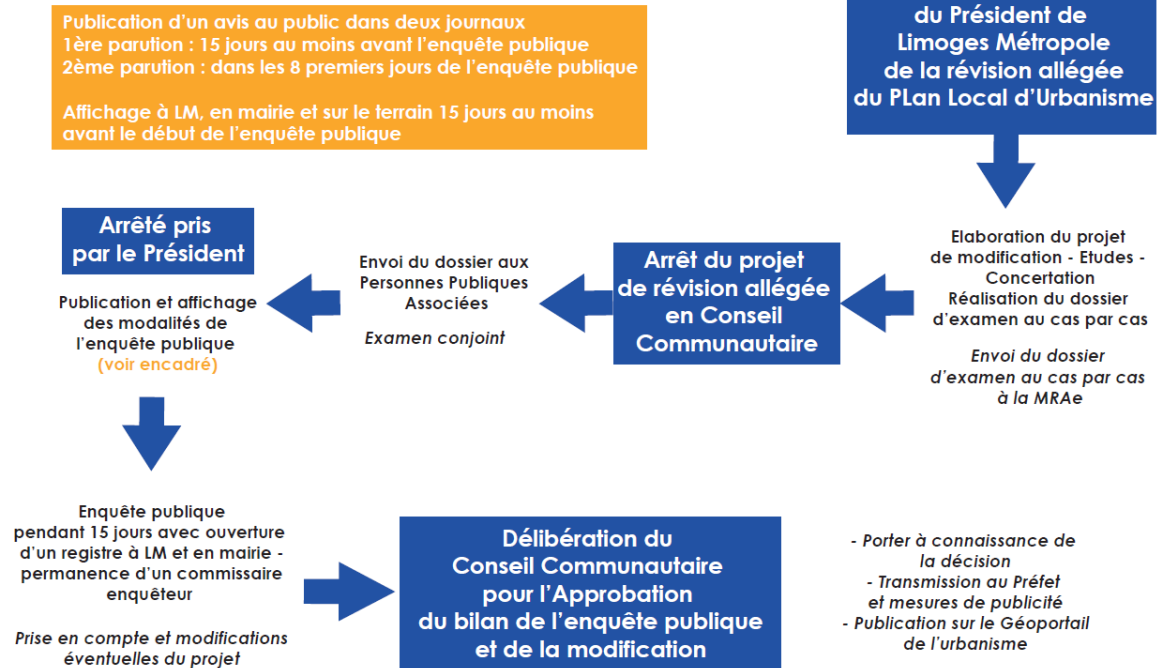 Publication d'un avis au public dans deux journaux
1ère parution : 15 jours au moins avant l'enquête publique
2ème parution : dans les 8 premiers jours de l'enquête publique
Affichage à LM, en mairie et sur le terrain 15 jours au moins
avant le début de l'enquête publique
du Président de
Limoges Métropole
de la révision allégée
du PLan Local d'Urbanisme
Elaboration du projet
de modification - Etudes -
Concertation
Réalisation du dossier
d'examen au cas par cas
Envoi du dossier
d'examen au cas par cas
à la MRAe
Arrêt du projet
de révision allégée
en Conseil
Communautaire
Envoi du dossier aux
Personnes Publiques
Associées
Examen conjoint
Arrêté pris
par le Président
Publication et affichage
des modalités de
l'enquête publique
(voir encadré)
Enquête publique
pendant 15 jours avec ouverture
d'un registre à LM et en mairie -
permanence d'un commissaire
enquêteur
Prise en compte et modifications
éventuelles du projet
Délibération du
Conseil Communautaire
pour l'Approbation
du bilan de l'enquête publique
et de la modification
- Porter à connaissance de
la décision
- Transmission au Préfet
et mesures de publicité
- Publication sur le Géoportail
de l'urbanisme